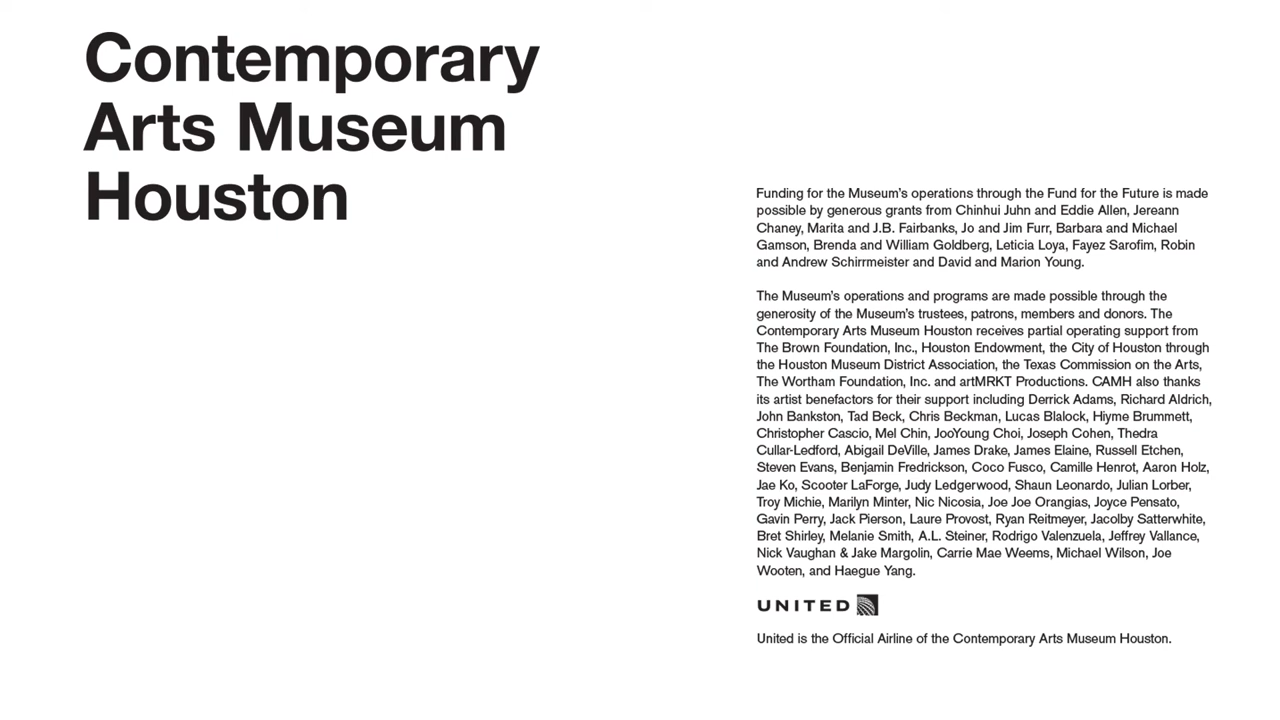 Contemporary
Arts Museum
Houston
Funding for the Museum's operations through the Fund for the Future is made
possible by generous grants from Chinhui Juhn and Eddie Allen, Jereann
Chaney, Marita and J.B. Fairbanks, Jo and Jim Furr, Barbara and Michael
Gamson, Brenda and William Goldberg, Leticia Loya, Fayez Sarofim, Robin
and Andrew Schirrmeister and David and Marion Young.
The Museum's operations and programs are made possible through the
generosity of the Museum's trustees, patrons, members and donors. The
Contemporary Arts Museum Houston receives partial operating support from
The Brown Foundation, Inc., Houston Endowment, the City of Houston through
the Houston Museum District Association, the Texas Commission on the Arts,
The Wortham Foundation, Inc. and artMRKT Productions. CAMH also thanks
its artist benefactors for their support including Derrick Adams, Richard Aldrich,
John Bankston, Tad Beck, Chris Beckman, Lucas Blalock, Hiyme Brummett,
Christopher Cascio, Mel Chin, JooYoung Choi, Joseph Cohen, Thedra
Cullar-Ledford, Abigail DeVille, James Drake, James Elaine, Russell Etchen,
Steven Evans, Benjamin Fredrickson, Coco Fusco, Camille Henrot, Aaron Holz,
Jae Ko, Scooter LaForge, Judy Ledgerwood, Shaun Leonardo, Julian Lorber,
Troy Michie, Marilyn Minter, Nic Nicosia, Joe Joe Orangias, Joyce Pensato,
Gavin Perry, Jack Pierson, Laure Provost, Ryan Reitmeyer, Jacolby Satterwhite,
Bret Shirley, Melanie Smith, A.L. Steiner, Rodrigo Valenzuela, Jeffrey Vallance,
Nick Vaughan & Jake Margolin, Carrie Mae Weems, Michael Wilson, Joe
Wooten, and Haegue Yang.
UNITED
United is the Official Airline of the Contemporary Arts Museum Houston.